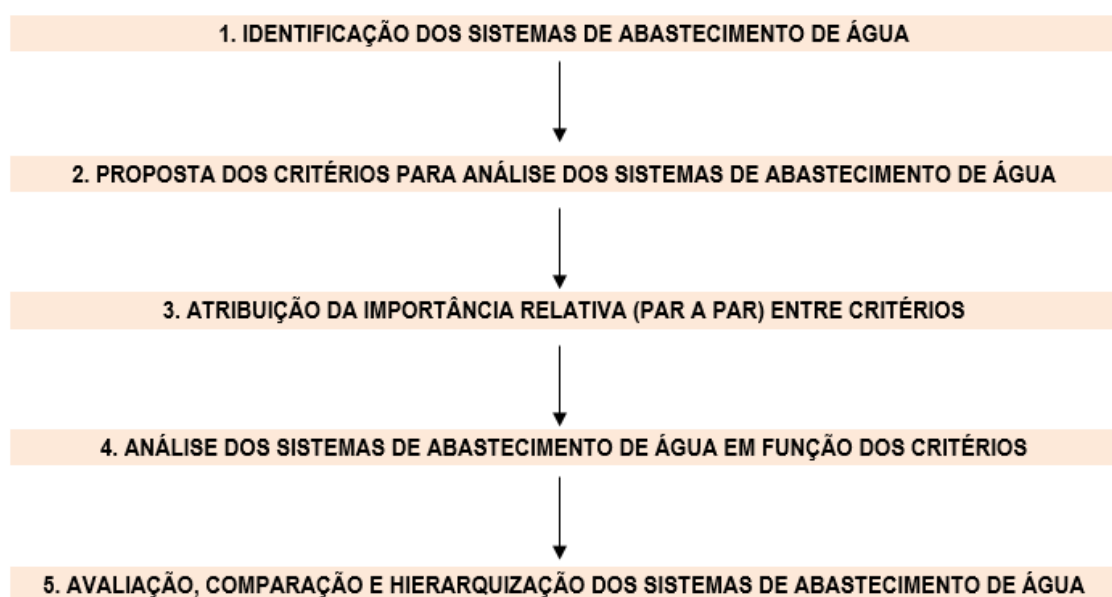 1. IDENTIFICAÇÃO DOS SISTEMAS DE ABASTECIMENTO DE ÁGUA
2. PROPOSTA DOS CRITÉRIOS PARA ANÁLISE DOS SISTEMAS DE ABASTECIMENTO DE ÁGUA
3. ATRIBUIÇÃO DA IMPORTÂNCIA RELATIVA (PAR A PAR) ENTRE CRITÉRIOS
4. ANÁLISE DOS SISTEMAS DE ABASTECIMENTO DE ÁGUA EM FUNÇÃO DOS CRITÉRIOS
5. AVALIAÇÃO, COMPARAÇÃO E HIERARQUIZAÇÃO DOS SISTEMAS DE ABASTECIMENTO DE ÁGUA